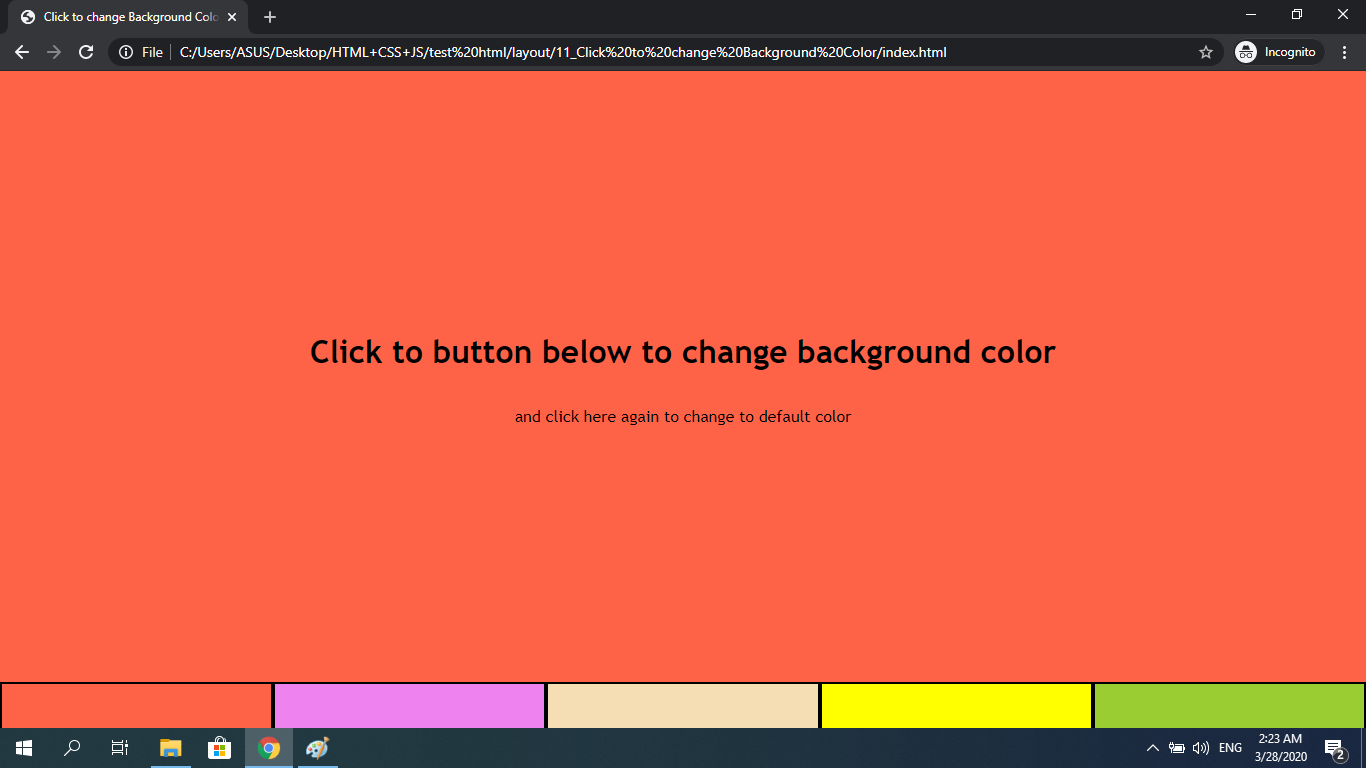 Click to change Background Colo
File
C:/Users/ASUS/Desktop/HTML+CSS+JS/test%20html/layout/11_Click%20to%20change%20Background%20Color/index.html
Incognito
Click to button below to change background color
and click here again to change to default color
ENG
2:23 AM
3/28/2020
2